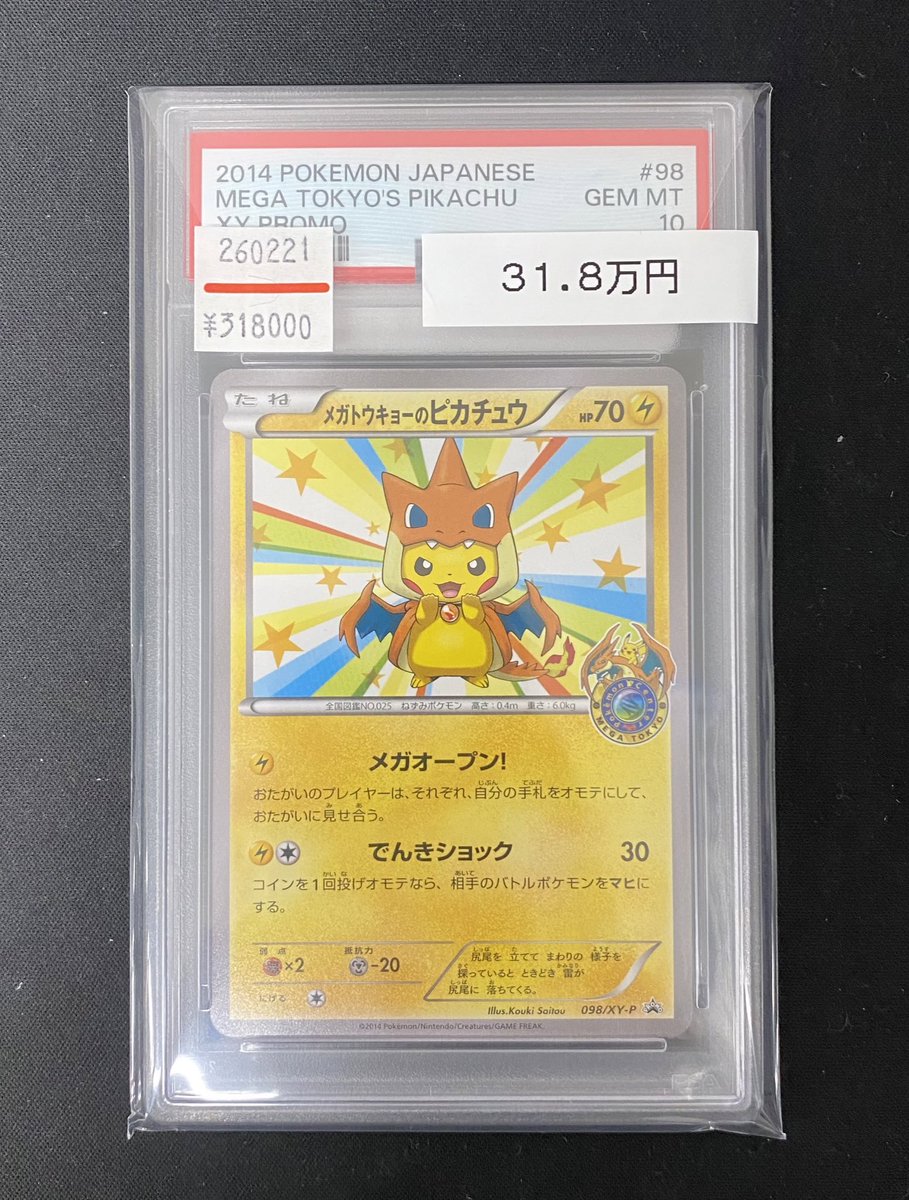 2014 POKEMON JAPANESE #98
MEGA TOKYO'S PIKACHU GEM MT
XY PROMO 10
260221
¥318000
31.8万円
たね
メガトウキョーのピカチュウ HP70
全国図鑑NO.025 ねずみポケモン 高さ:0.4m 重さ:6.0kg
Pokémon Center
MEGA TOKYO
メガオープン!
おたがいのプレイヤーは、それぞれ、自分の手札をオモテにして、
おたがいに見せ合う。
でんきショック 30
コインを1回投げオモテなら、相手のバトルポケモンをマヒに
する。
弱点 抵抗力
×2 -20
にげる
尻尾を 立てて まわりの 様子を
探っていると ときどき 雷が
尻尾に 落ちてくる。
Illus.Kouki Saitou 098/XY-P
©2014 Pokémon/Nintendo/Creatures/GAME FREAK.